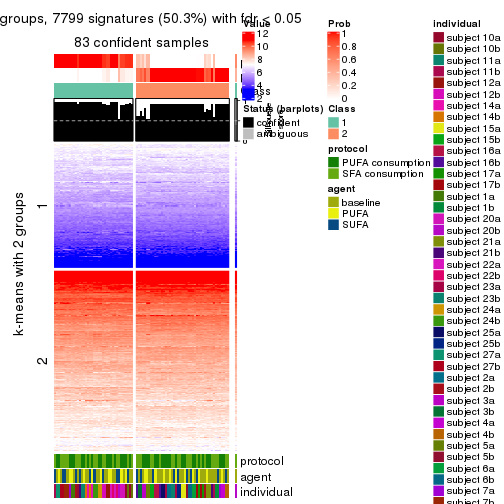 groups, 7799 signatures (50.3%) with fdr < 0.05
83 confident samples
k-means with 2 groups
1
2
Value
12
10
8
6
4
2
Status (barplots)
confident
ambiguous
Prob
1
0.8
0.6
0.4
0.2
0
Class
1
2
protocol
PUFA consumption
SFA consumption
agent
baseline
PUFA
SUFA
protocol
agent
individual
individual
subject 10a
subject 10b
subject 11a
subject 11b
subject 12a
subject 12b
subject 14a
subject 14b
subject 15a
subject 15b
subject 16a
subject 16b
subject 17a
subject 17b
subject 1a
subject 1b
subject 20a
subject 20b
subject 21a
subject 21b
subject 22a
subject 22b
subject 23a
subject 23b
subject 24a
subject 24b
subject 25a
subject 25b
subject 27a
subject 27b
subject 2a
subject 2b
subject 3a
subject 3b
subject 4a
subject 4b
subject 5a
subject 5b
subject 6a
subject 6b
subject 7a
subject 7b